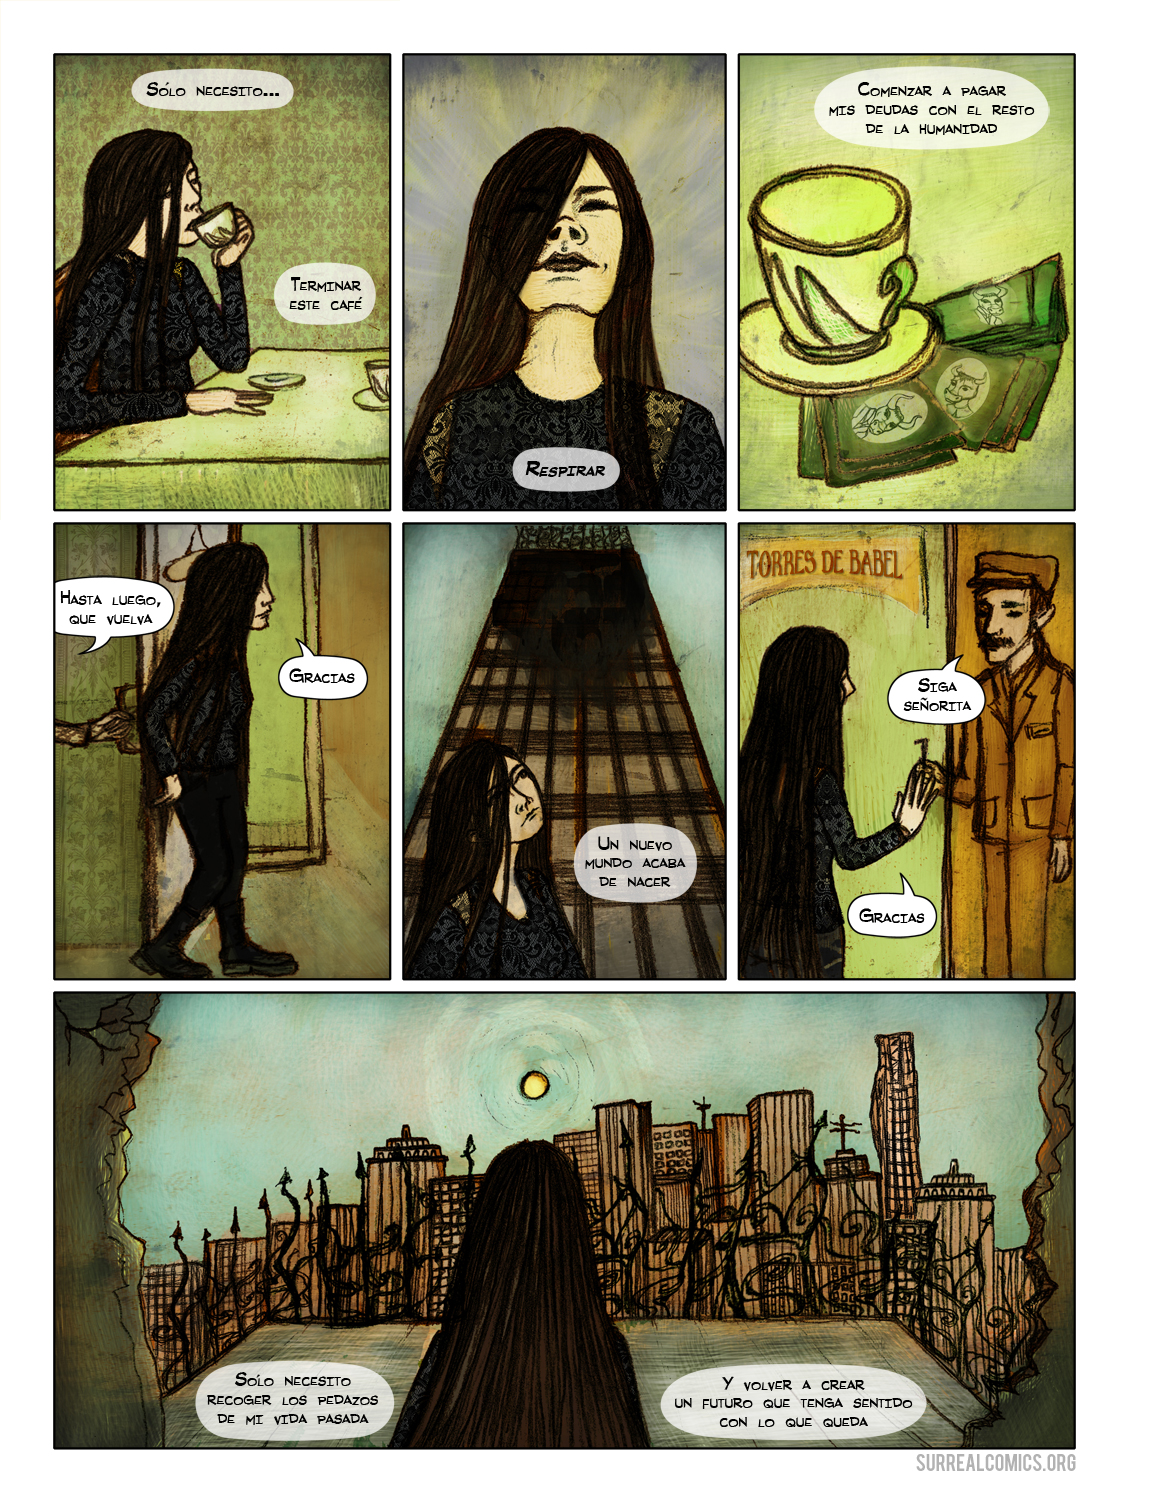 Sólo necesito...
Terminar
este café
Respirar
Comenzar a pagar
mis deudas con el resto
de la humanidad
Hasta luego,
que vuelva
Gracias
Un nuevo
mundo acaba
de nacer
TORRES DE BABEL
Siga
señorita
Gracias
Sólo necesito
recoger los pedazos
de mi vida pasada
Y volver a crear
un futuro que tenga sentido
con lo que queda
SURREALCOMICS.ORG